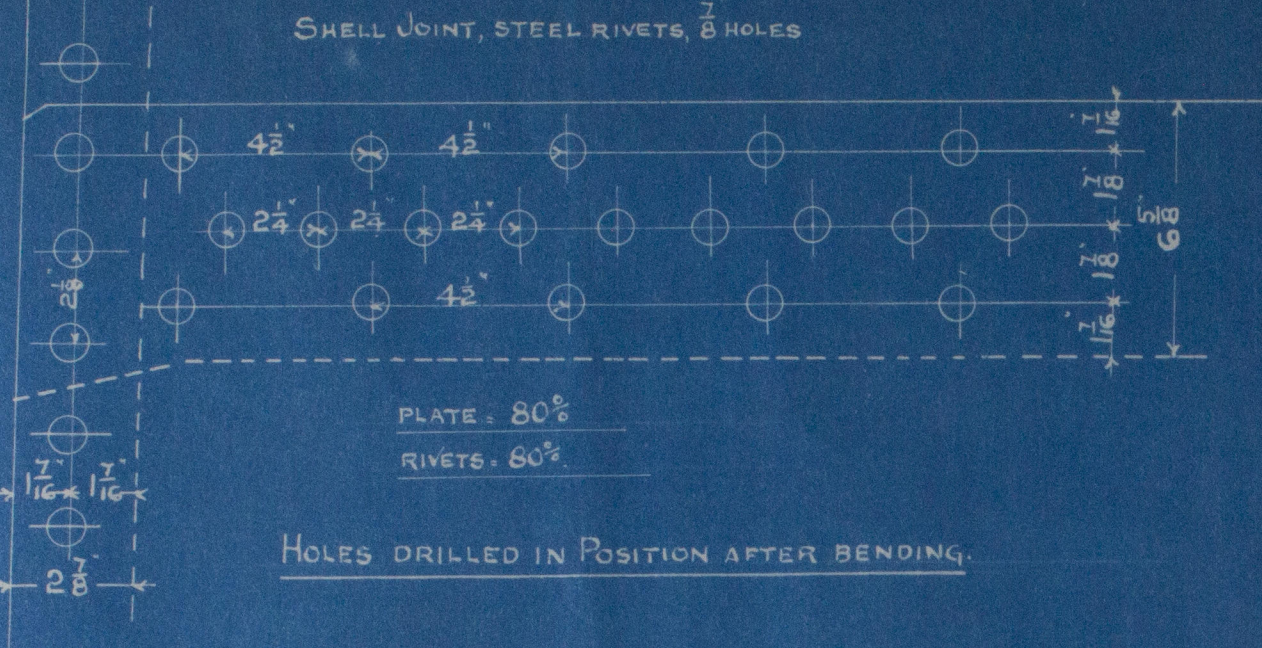 SHELL JOINT, STEEL RIVETS, 7/8 HOLES
4 1/2" 4 1/2"
1 7/16"
1 7/8"
2 1/4" 2 1/4" 2 1/4"
6 5/8"
1 7/8"
2 1/8"
4 1/2"
1 7/16"
PLATE = 80%
RIVETS = 80%.
1 7/16" 1 7/16"
HOLES DRILLED IN POSITION AFTER BENDING.
2 7/8"